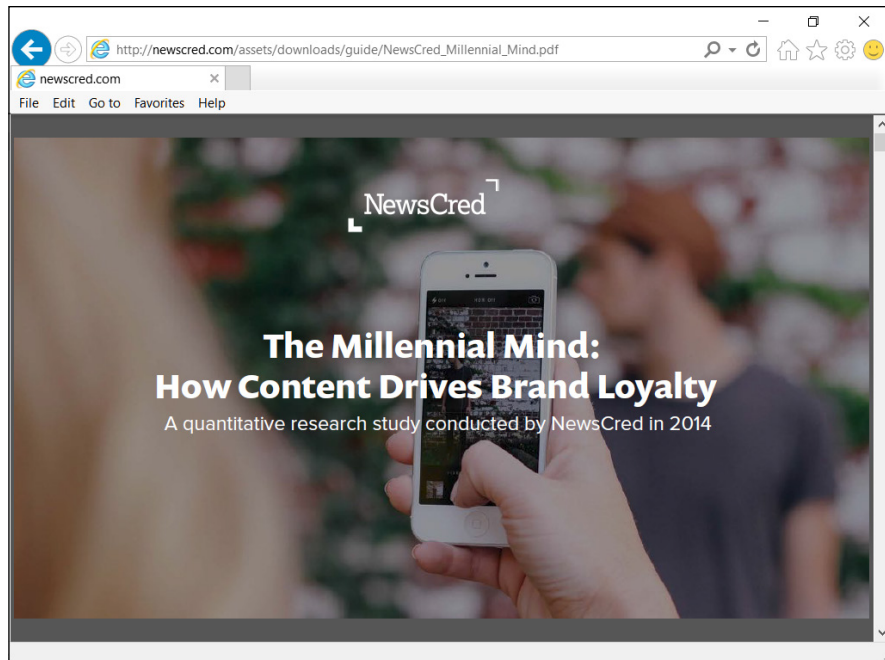 http://newscred.com/assets/downloads/guide/NewsCred_Millennial_Mind.pdf
newscred.com
File Edit Go to Favorites Help
NewsCred
The Millennial Mind:
How Content Drives Brand Loyalty
A quantitative research study conducted by NewsCred in 2014